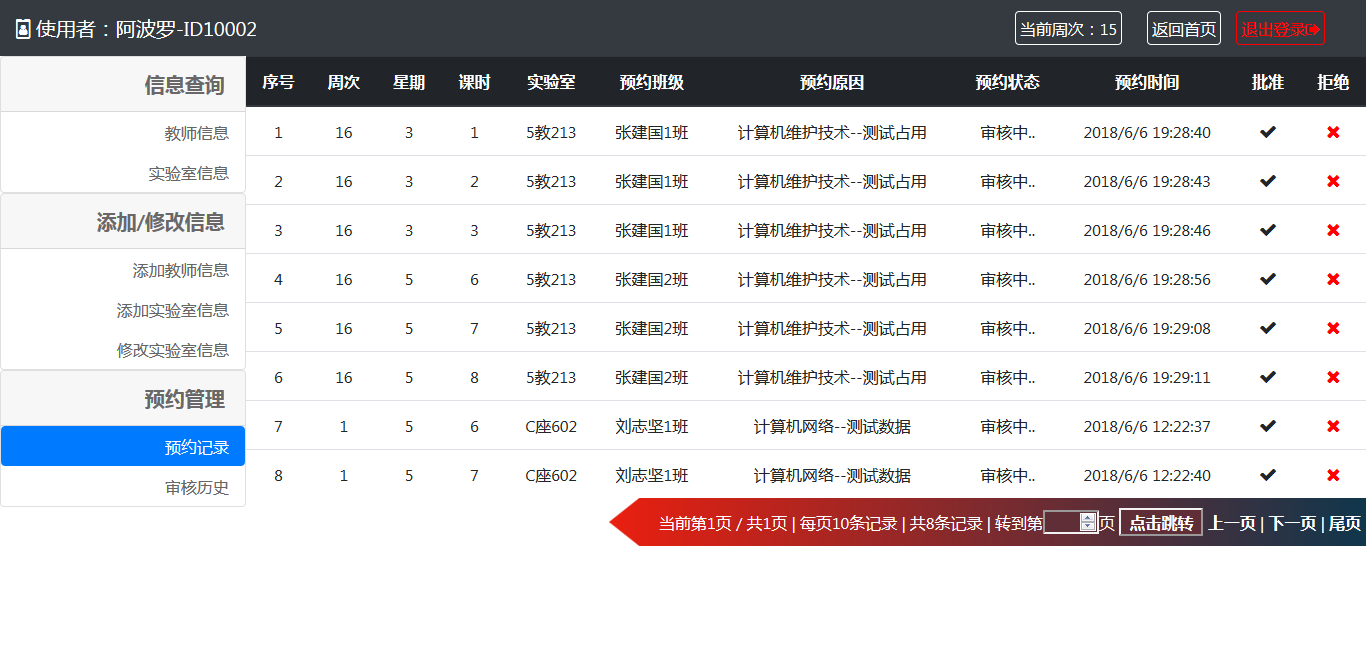 使用者：阿波罗-ID10002 当前周次：15 返回首页 退出登录
信息查询
教师信息
实验室信息
添加/修改信息
添加教师信息
添加实验室信息
修改实验室信息
预约管理
预约记录
审核历史
序号 周次 星期 课时 实验室 预约班级 预约原因 预约状态 预约时间 批准 拒绝
1 16 3 1 5教213 张建国1班 计算机维护技术--测试占用 审核中.. 2018/6/6 19:28:40
2 16 3 2 5教213 张建国1班 计算机维护技术--测试占用 审核中.. 2018/6/6 19:28:43
3 16 3 3 5教213 张建国1班 计算机维护技术--测试占用 审核中.. 2018/6/6 19:28:46
4 16 5 6 5教213 张建国2班 计算机维护技术--测试占用 审核中.. 2018/6/6 19:28:56
5 16 5 7 5教213 张建国2班 计算机维护技术--测试占用 审核中.. 2018/6/6 19:29:08
6 16 5 8 5教213 张建国2班 计算机维护技术--测试占用 审核中.. 2018/6/6 19:29:11
7 1 5 6 C座602 刘志坚1班 计算机网络--测试数据 审核中.. 2018/6/6 12:22:37
8 1 5 7 C座602 刘志坚1班 计算机网络--测试数据 审核中.. 2018/6/6 12:22:40
当前第1页 / 共1页 | 每页10条记录 | 共8条记录 | 转到第 页 点击跳转 上一页 | 下一页 | 尾页